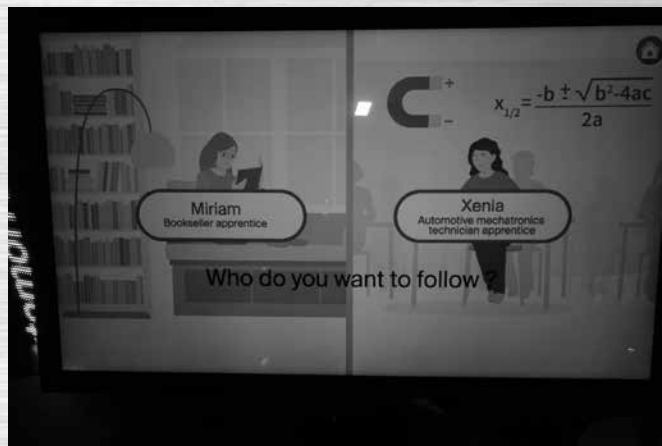 +
−
x1/2= -b ± √b²-4ac
2a
Miriam
Bookseller apprentice
Xenia
Automotive mechatronics
technician apprentice
Who do you want to follow ?